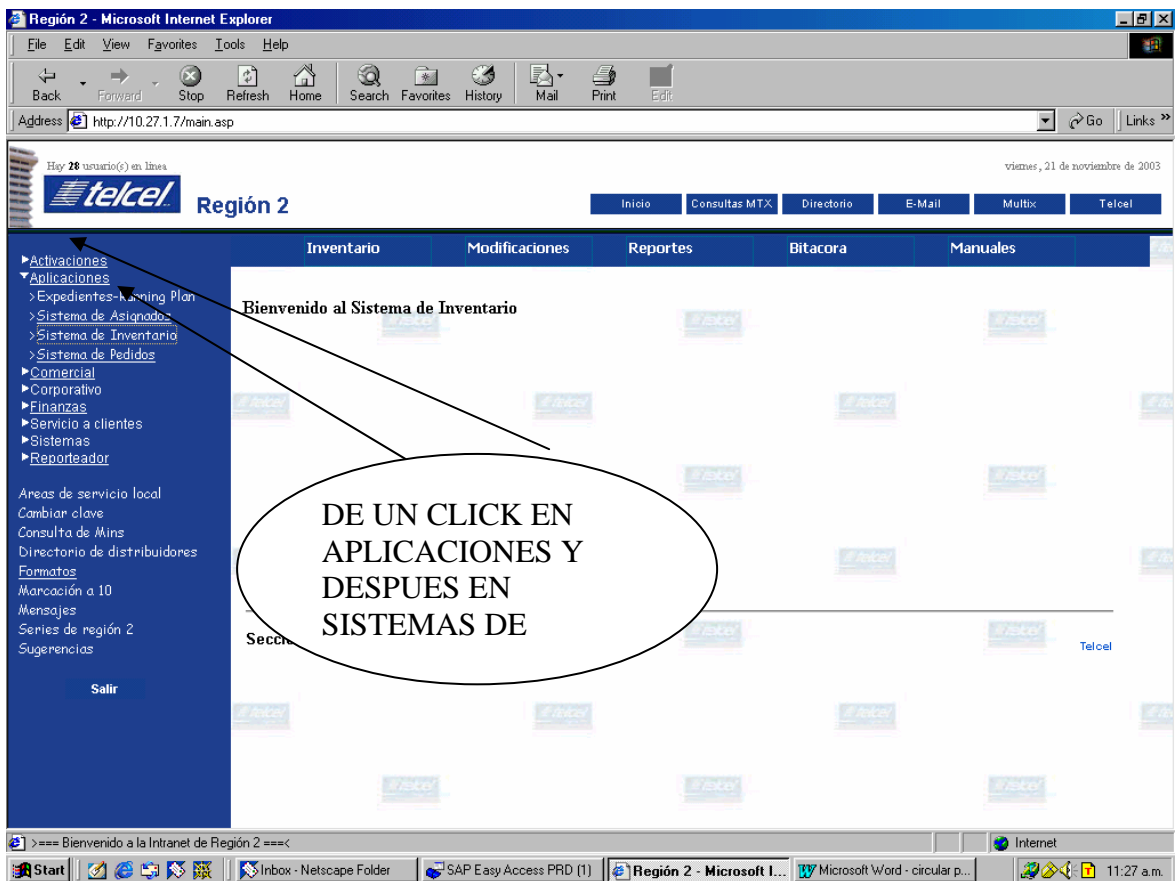 Región 2 - Microsoft Internet Explorer
File Edit View Favorites Tools Help
Back Forward Stop Refresh Home Search Favorites History Mail Print Edit
Address http://10.27.1.7/main.asp Go Links »
Hay 28 usuario(s) en línea
viernes, 21 de noviembre de 2003
telcel Región 2
Inicio Consultas MTX Directorio E-Mail Multix Telcel
Inventario Modificaciones Reportes Bitacora Manuales
Activaciones
Aplicaciones
>Expedientes-Running Plan
>Sistema de Asignados
>Sistema de Inventario
>Sistema de Pedidos
Comercial
Corporativo
Finanzas
Servicio a clientes
Sistemas
Reporteador
Areas de servicio local
Cambiar clave
Consulta de Mins
Directorio de distribuidores
Formatos
Marcación a 10
Mensajes
Series de región 2
Sugerencias
Salir
Bienvenido al Sistema de Inventario
DE UN CLICK EN
APLICACIONES Y
DESPUES EN
SISTEMAS DE
Telcel
>=== Bienvenido a la Intranet de Región 2 ===<
Internet
Start Inbox - Netscape Folder SAP Easy Access PRD (1) Región 2 - Microsoft I... Microsoft Word - circular p... 11:27 a.m.